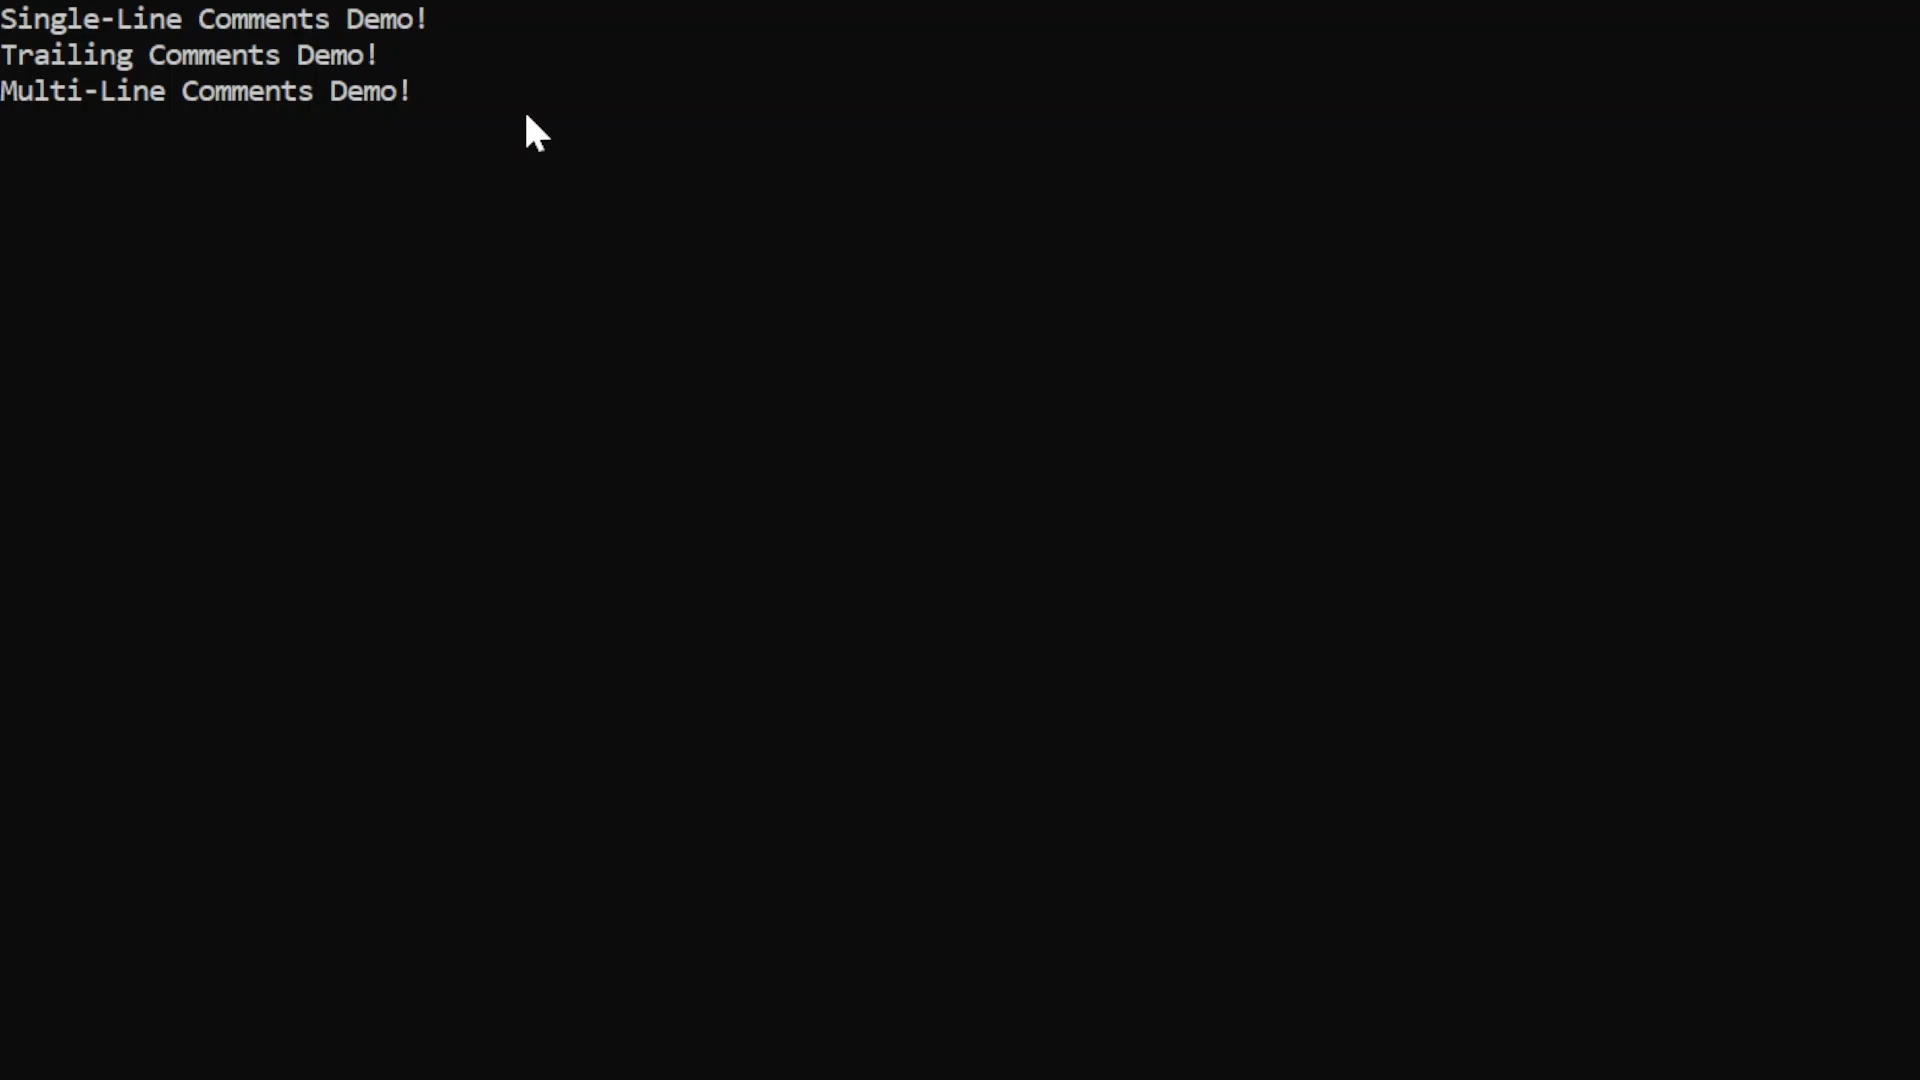 Single-Line Comments Demo!
Trailing Comments Demo!
Multi-Line Comments Demo!